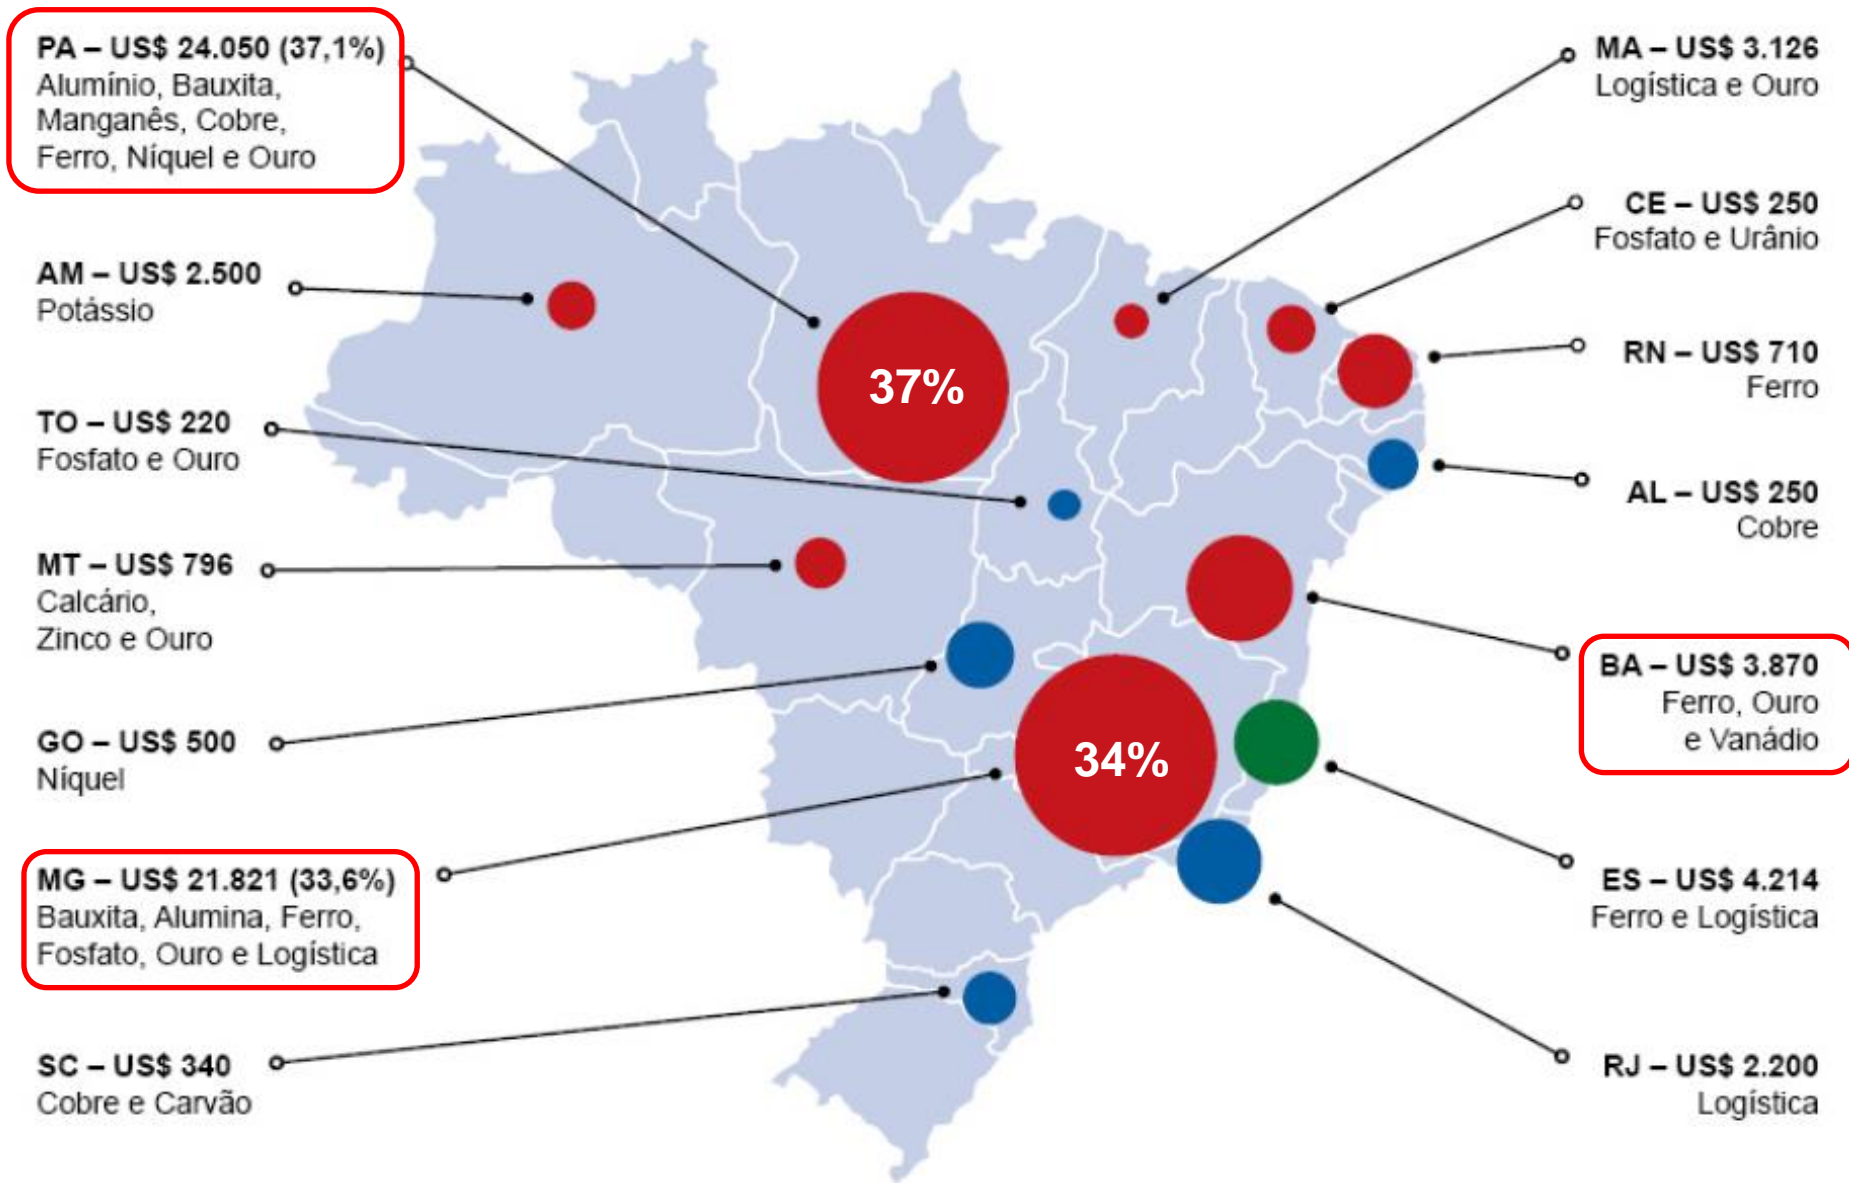 PA – US$ 24.050 (37,1%)
Alumínio, Bauxita,
Manganês, Cobre,
Ferro, Níquel e Ouro
AM – US$ 2.500
Potássio
TO – US$ 220
Fosfato e Ouro
MT – US$ 796
Calcário,
Zinco e Ouro
GO – US$ 500
Níquel
MG – US$ 21.821 (33,6%)
Bauxita, Alumina, Ferro,
Fosfato, Ouro e Logística
SC – US$ 340
Cobre e Carvão
37%
34%
MA – US$ 3.126
Logística e Ouro
CE – US$ 250
Fosfato e Urânio
RN – US$ 710
Ferro
AL – US$ 250
Cobre
BA – US$ 3.870
Ferro, Ouro
e Vanádio
ES – US$ 4.214
Ferro e Logística
RJ – US$ 2.200
Logística